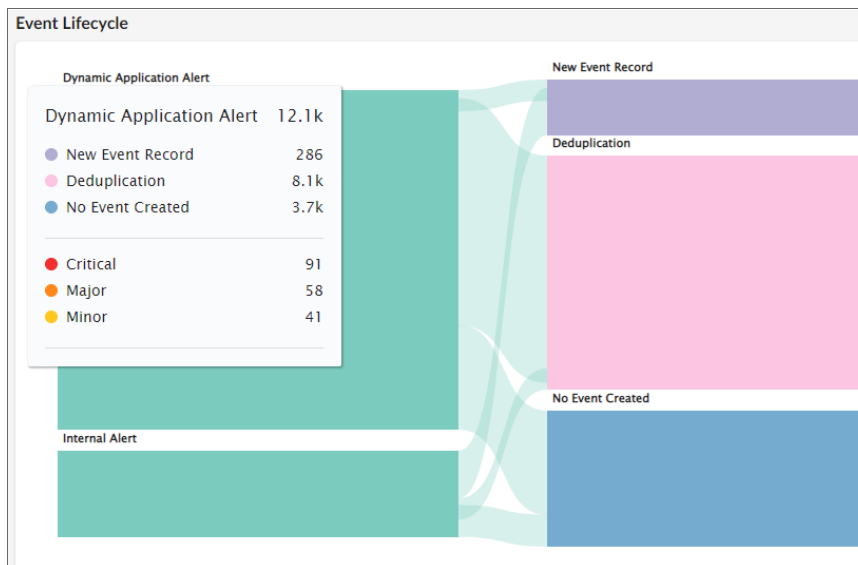 Event Lifecycle
Dynamic Application Alert
Dynamic Application Alert 12.1k
New Event Record 286
Deduplication 8.1k
No Event Created 3.7k
Critical 91
Major 58
Minor 41
Internal Alert
New Event Record
Deduplication
No Event Created